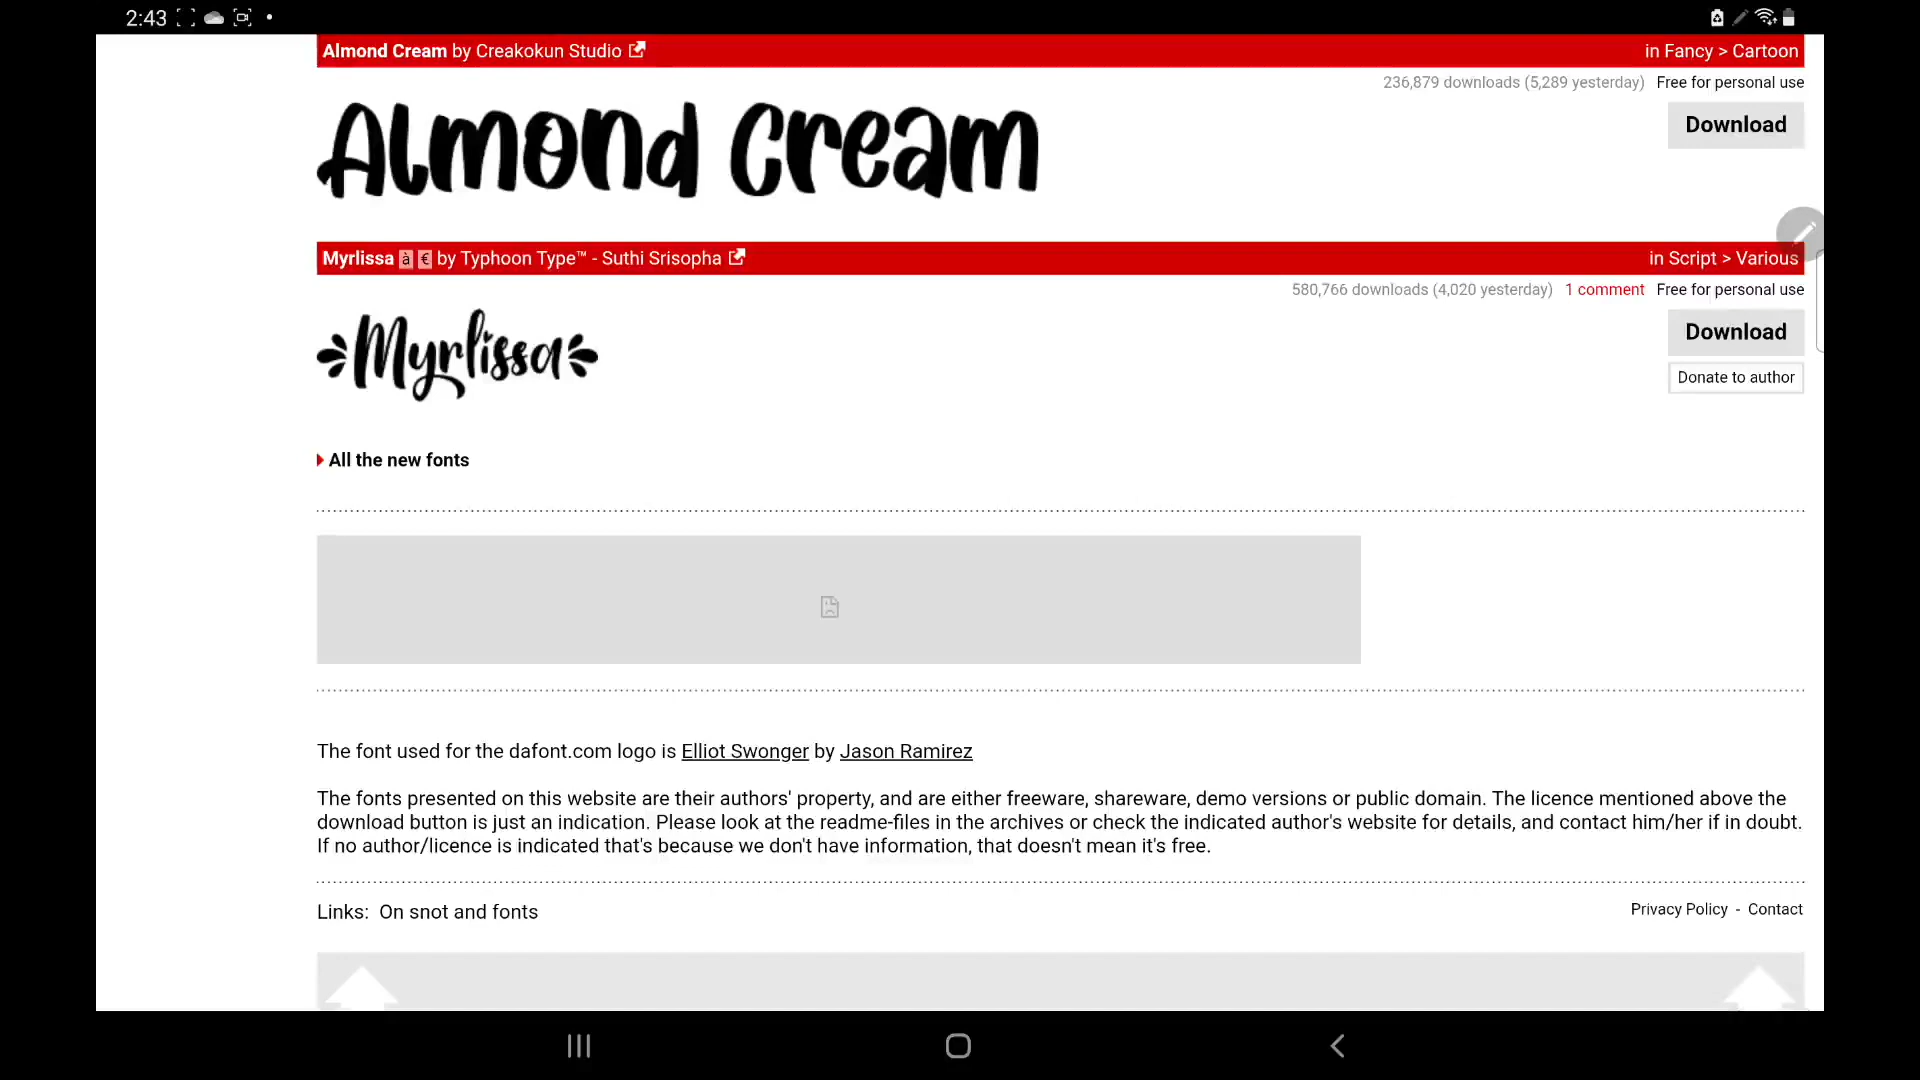 2:43
Almond Cream by Creakokun Studio in Fancy > Cartoon
236,879 downloads (5,289 yesterday) Free for personal use
Almond Cream
Download
Myrlissa à € by Typhoon Type™ - Suthi Srisopha in Script > Various
580,766 downloads (4,020 yesterday) 1 comment Free for personal use
Myrlissa
Download
Donate to author
All the new fonts
The font used for the dafont.com logo is Elliot Swonger by Jason Ramirez
The fonts presented on this website are their authors' property, and are either freeware, shareware, demo versions or public domain. The licence mentioned above the
download button is just an indication. Please look at the readme-files in the archives or check the indicated author's website for details, and contact him/her if in doubt.
If no author/licence is indicated that's because we don't have information, that doesn't mean it's free.
Links: On snot and fonts Privacy Policy - Contact